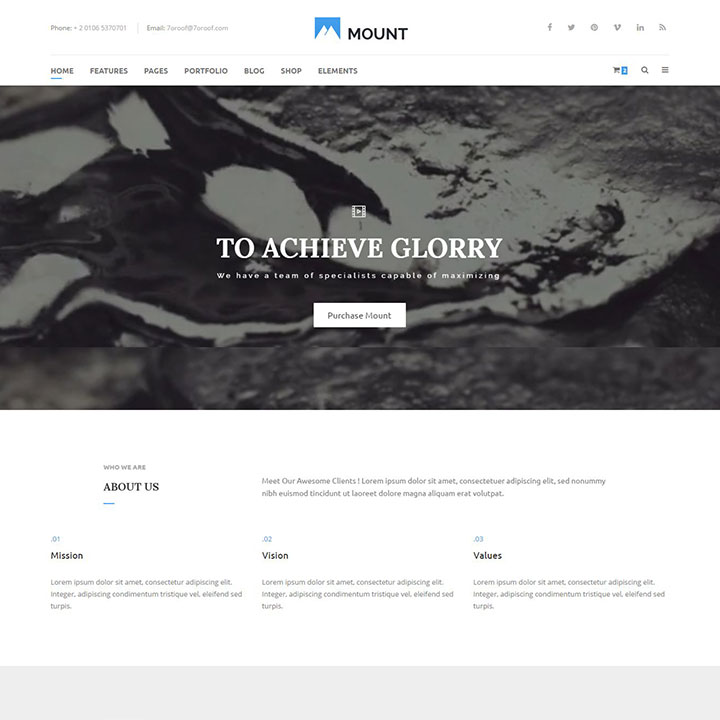 Phone: + 2 0106 5370701
Email: 7oroof@7oroof.com
MOUNT
HOME FEATURES PAGES PORTFOLIO BLOG SHOP ELEMENTS
2
TO ACHIEVE GLORRY
We have a team of specialists capable of maximizing
Purchase Mount
WHO WE ARE
ABOUT US
Meet Our Awesome Clients ! Lorem ipsum dolor sit amet, consectetuer adipiscing elit, sed nonummy
nibh euismod tincidunt ut laoreet dolore magna aliquam erat volutpat.
.01
Mission
Lorem ipsum dolor sit amet, consectetur adipiscing elit.
Integer, adipiscing condimentum tristique vel, eleifend sed
turpis.
.02
Vision
Lorem ipsum dolor sit amet, consectetur adipiscing elit.
Integer, adipiscing condimentum tristique vel, eleifend sed
turpis.
.03
Values
Lorem ipsum dolor sit amet, consectetur adipiscing elit.
Integer, adipiscing condimentum tristique vel, eleifend sed
turpis.